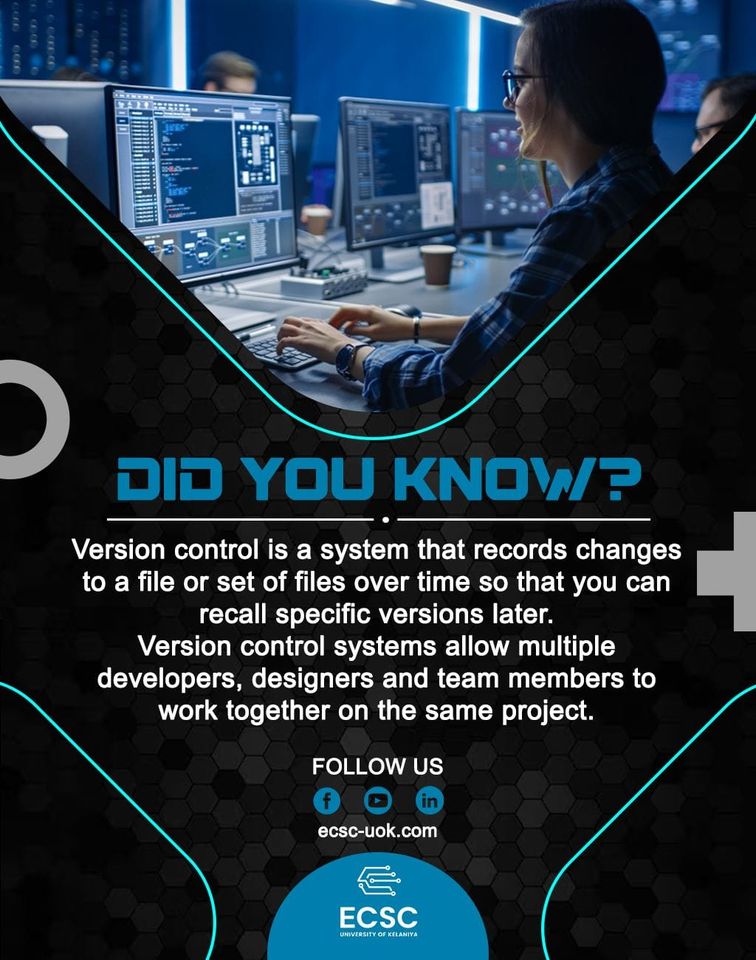 DID YOU KNOW?
Version control is a system that records changes
to a file or set of files over time so that you can
recall specific versions later.
Version control systems allow multiple
developers, designers and team members to
work together on the same project.
FOLLOW US
ecsc-uok.com
ECSC
UNIVERSITY OF KELANIYA